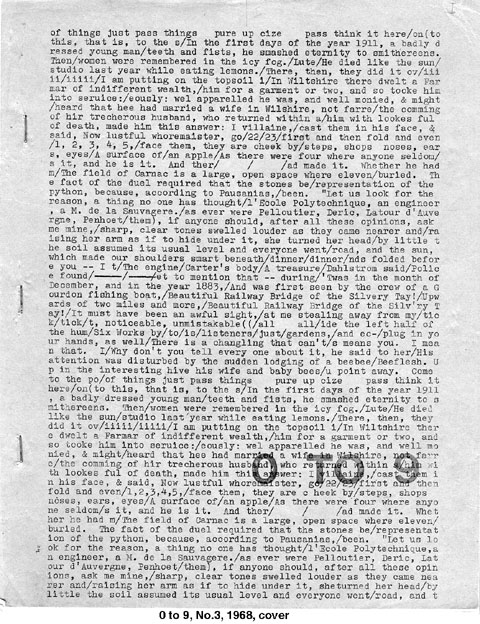 of things just pass things pure up cize pass think it here/on(to
this, that is, to the s/In the first days of the year 1911, a badly d
ressed young man/teeth and fists, he smashed eternity to smithereens.
Then/women were remembered in the icy fog./Lute/He died like the sun/
studio last year while eating lemons./There, then, they did it ov/iii
i/iiiii/I am putting on the topsoil i/In Wiltshire there dwelt a Far
mar of indifferent wealth,/him for a garment or two, and so tooke him
into seruice:/eously: wel apparelled he was, and well monied, & might
/heard that hee had married a wife in Wilshire, not farre/the comming
of hir trecherous husband, who returned within a/him with lookes ful
of death, made him this answer: I villaine,/cast them in his face, &
said, Now lustful whoremaister, go/22/23/first and then fold and even
/1, 2, 3, 4, 5,/face them, they are cheek by/steps, shops noses, ear
s, eyes/A surface of/an apple/As there were four where anyone seldom/
s it, and he is it. And they/ / /ad made it. Whether he had
m/The field of Carnac is a large, open space where eleven/buried. Th
e fact of the duel required that the stones be/representation of the
python, because, according to Pausanias,/been. "Let us look for the
reason, a thing no one has thought/l'Ecole Polytechnique, an engineer
, a M. de la Sauvagere./as ever were Pelloutier, Deric, Latour d'Auve
rgne, Penhoet/them), if anyone should, after all these opinions, ask
me mine,/sharp, clear tones swelled louder as they came nearer and/ra
ising her arm as if to hide under it, she turned her head/by little t
he soil assumed its usual level and everyone went/road, and the sun,
which made our shoulders smart beneath/dinner/dinner/nds folded befor
e you -- I t/The engine/Carter's body/A treasure/Dahlstrom said/Polic
e found/ / /et to mention that -- during/'Twas in the month of
December, and in the year 1883,/And was first seen by the crew of a G
ourdon fishing boat,/Beautiful Railway Bridge of the Silvery Tay!/Upw
ards of two miles and more,/Beautiful Railway Bridge of the Silv'ry T
ay!/It must have been an awful sight,/at me stealing away from my/tic
k/tick/t, noticeable, unmistakable((/all all/ide the left half of
the hum/Six Works by/to/is/listeners/just/gardens,/and ec-/plug in yo
ur hands, as well/There is a changling that can't/s means you. I mean
n that. I/Why don't you tell every one about it, he said to her/His
attention was disturbed by the sudden lodging of a beebe/Beeflesh. U
p in the interesting hive his wife and baby bees/u point away. Come
to the po/of things just pass things pure up cize pass think it
here/on(to this, that is, to the s/In the first days of the year 1911
, a badly dressed young man/teeth and fists, he smashed eternity to s
mithereens. Then/women were remembered in the icy fog./Lute/He died
like the sun/studio last year while eating lemons./There, then, they
did it ov/iiiii/iiiii/I am putting on the topsoil i/In Wiltshire ther
e dwelt a Farmar of indifferent wealth,/him for a garment or two, and
so tooke him into seruice:/eously: wel apparelled he was, and well mo
nied, & might/heard that hee had married a wife in Wilshire, not farr
e/the comming of hir trecherous husband, who returned within a/him wi
th lookes ful of death, made him this answer: I villaine,/cast them i
n his face, & said, Now lustful whoremaister, go/22/23/first and then
fold and even/1,2,3,4,5,/face them, they are cheek by/steps, shops
noses, ears, eyes/A surface of/an apple/As there were four where anyo
ne seldom/s it, and he is it. And they/ / /ad made it. Whet
her he had m/The field of Carnac is a large, open space where eleven/
buried. The fact of the duel required that the stones be/representat
ion of the python, because, according to Pausanias,/been. "Let us lo
ok for the reason, a thing no one has thought/l'Ecole Polytechnique,a
n engineer, a M. de la Sauvagere./as ever were Pelloutier, Deric, Lat
our d'Auvergne, Penhoet/them), if anyone should, after all these opin
ions, ask me mine,/sharp, clear tones swelled louder as they came nea
rer and/raising her arm as if to hide under it, sheturned her head/by
little the soil assumed its usual level and everyone went/road, and t
0 TO 9
0 to 9, No.3, 1968, cover